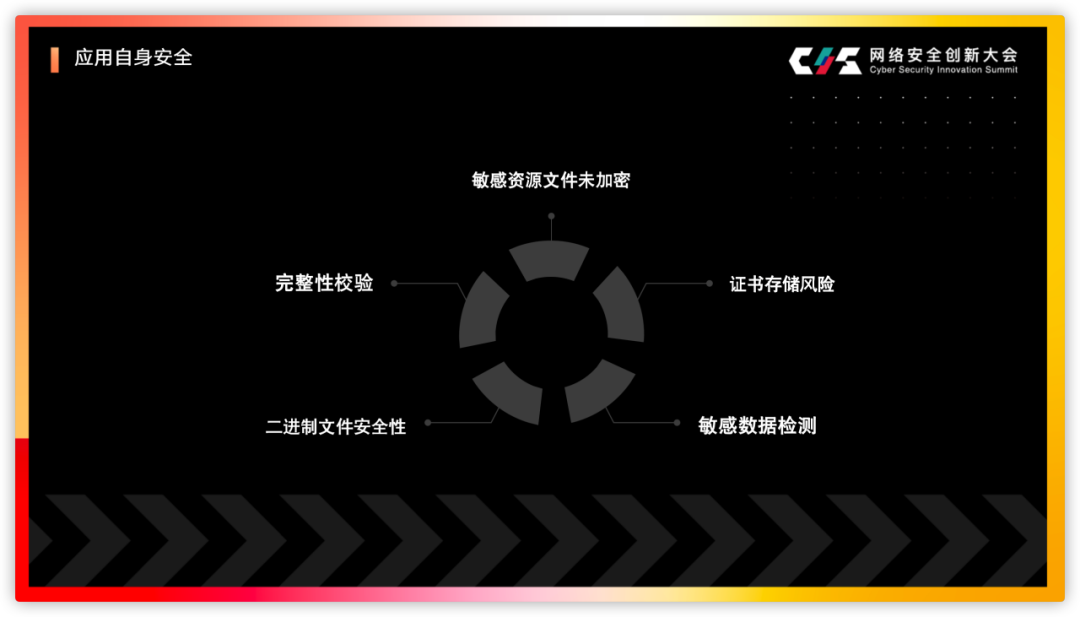 应用自身安全
CIS
网络安全创新大会
Cyber Security Innovation Summit
敏感资源文件未加密
完整性校验
证书存储风险
二进制文件安全性
敏感数据检测